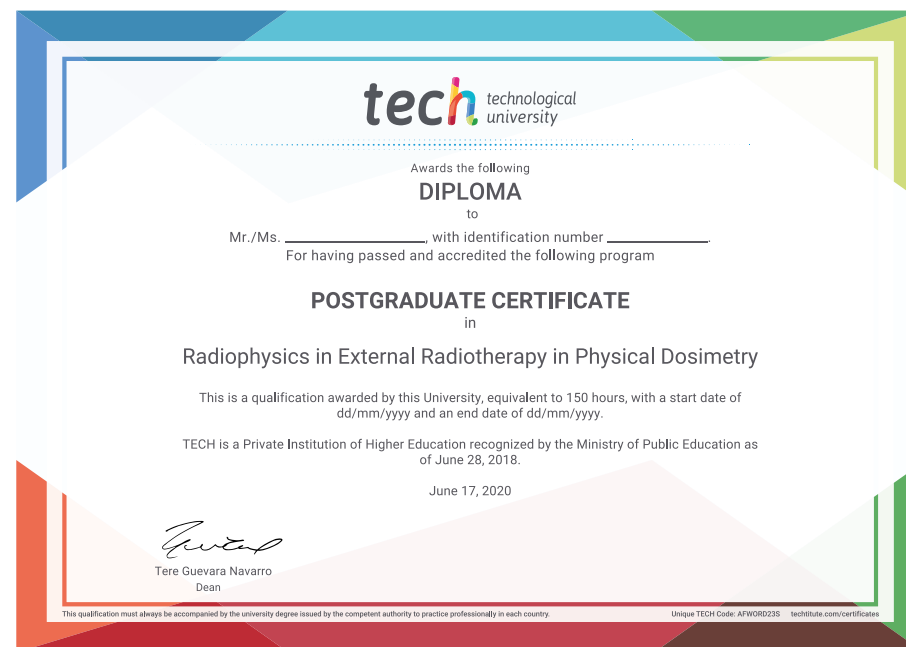 tech technological
university
Awards the following
DIPLOMA
to
Mr./Ms. ____________________, with identification number ______________.
For having passed and accredited the following program
POSTGRADUATE CERTIFICATE
in
Radiophysics in External Radiotherapy in Physical Dosimetry
This is a qualification awarded by this University, equivalent to 150 hours, with a start date of
dd/mm/yyyy and an end date of dd/mm/yyyy.
TECH is a Private Institution of Higher Education recognized by the Ministry of Public Education as
of June 28, 2018.
June 17, 2020
Tere Guevara Navarro
Dean
This qualification must always be accompanied by the university degree issued by the competent authority to practice professionally in each country.
Unique TECH Code: AFWORD23S techtitute.com/certificates